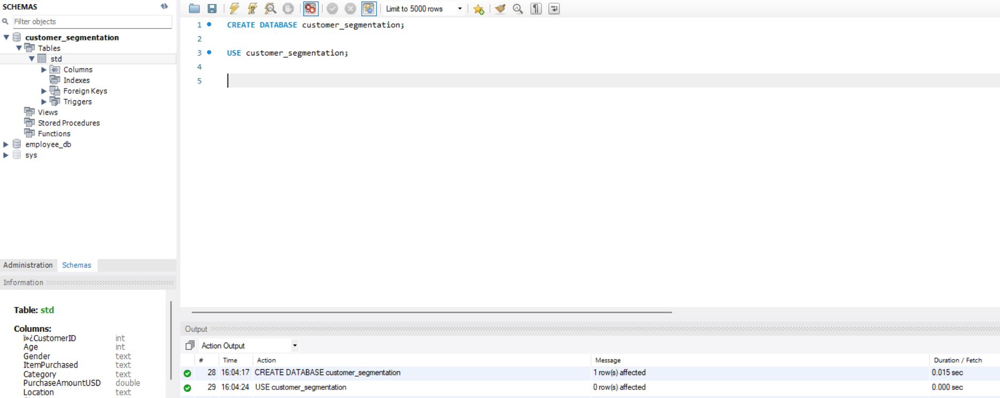 SCHEMAS
Filter objects
customer_segmentation
Tables
std
Columns
Indexes
Foreign Keys
Triggers
Views
Stored Procedures
Functions
employee_db
sys
Administration Schemas
Information
Table: std
Columns:
ï»¿CustomerID int
Age int
Gender text
ItemPurchased text
Category text
PurchaseAmountUSD double
Location text
Limit to 5000 rows
1 CREATE DATABASE customer_segmentation;
2
3 USE customer_segmentation;
4
5
Output
Action Output
# Time Action Message Duration / Fetch
28 16:04:17 CREATE DATABASE customer_segmentation 1 row(s) affected 0.015 sec
29 16:04:24 USE customer_segmentation 0 row(s) affected 0.000 sec